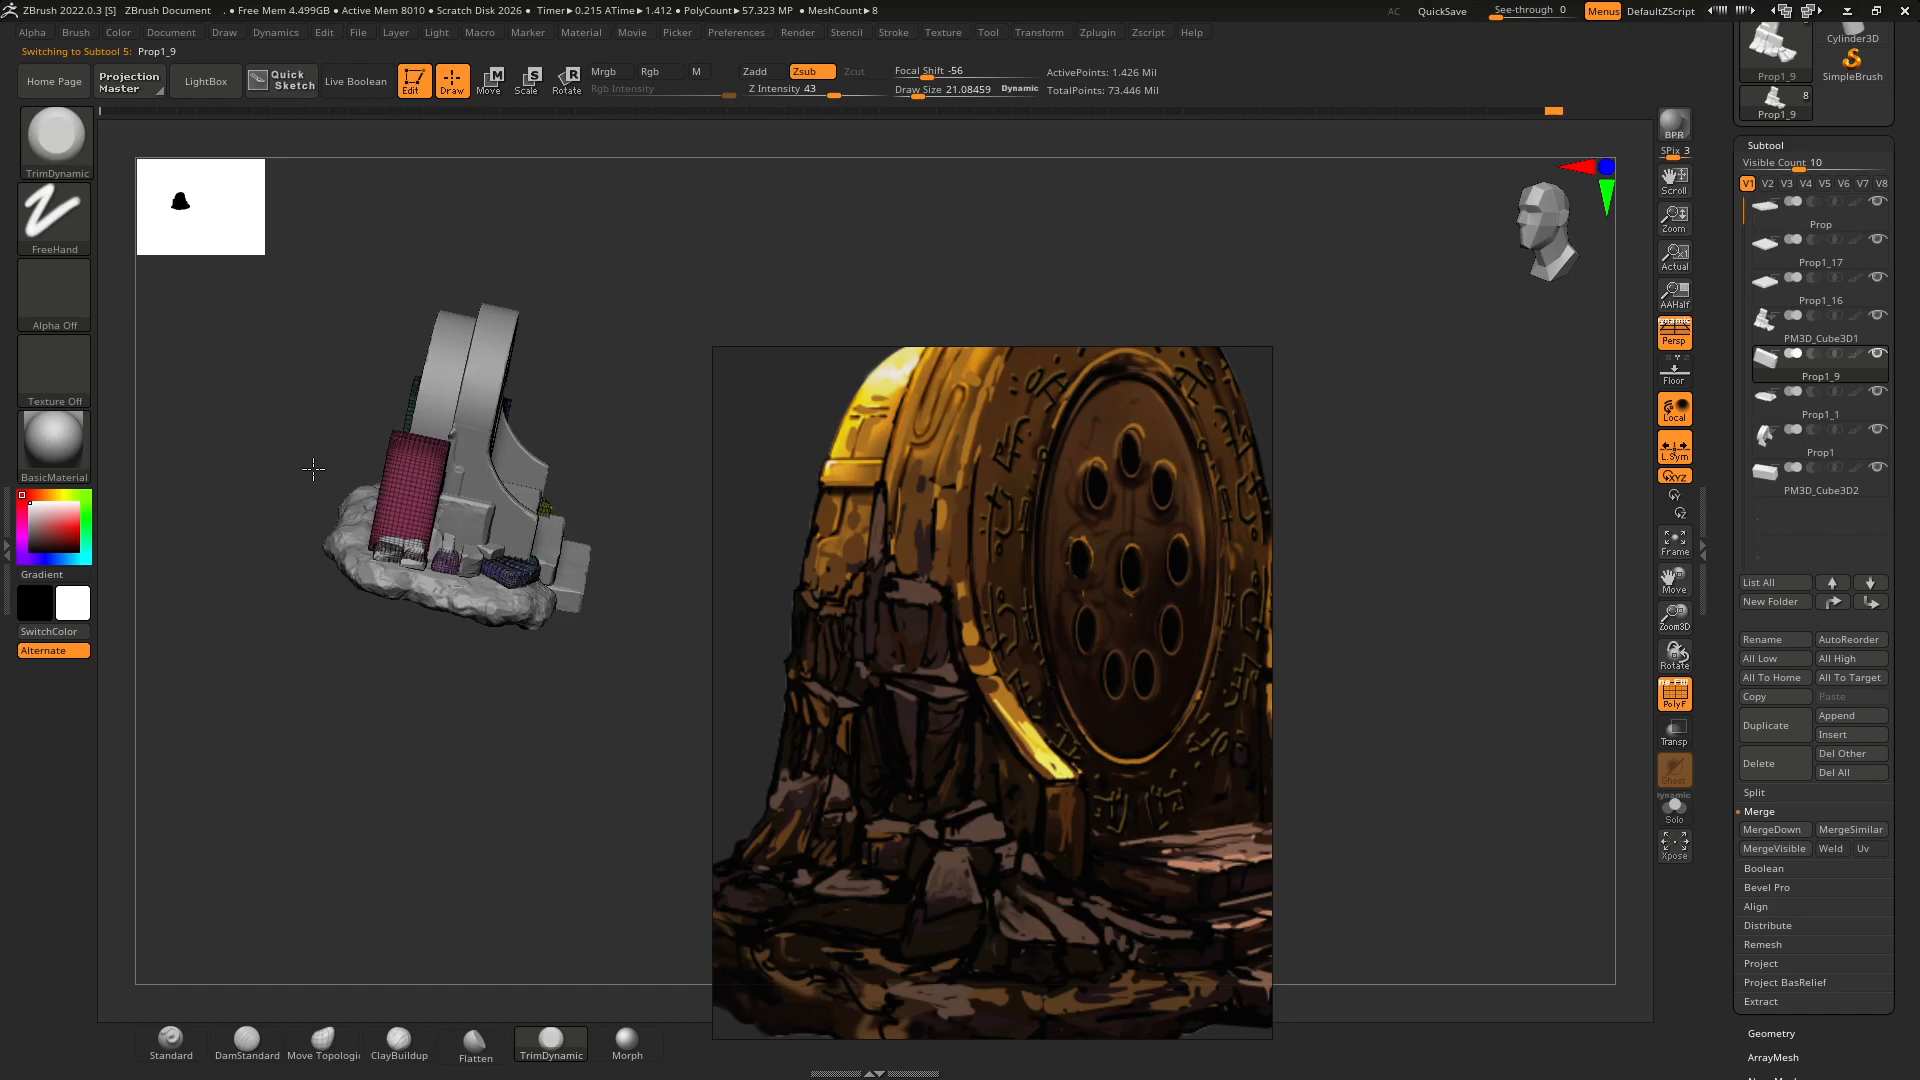 ZBrush 2022.0.3 [S] ZBrush Document . • Free Mem 4.499GB • Active Mem 8010 • Scratch Disk 2026 • Timer▶0.215 ATime▶1.412 • PolyCount▶57.323 MP • MeshCount▶8 AC QuickSave See-through 0 Menus DefaultZScript
Alpha Brush Color Document Draw Dynamics Edit File Layer Light Macro Marker Material Movie Picker Preferences Render Stencil Stroke Texture Tool Transform Zplugin Zscript Help
Switching to Subtool 5: Prop1_9
Home Page
Projection Master
LightBox
Quick Sketch
Live Boolean
Edit
Draw
Move
Scale
Rotate
Mrgb Rgb M
Rgb Intensity
Zadd Zsub Zcut
Z Intensity 43
Focal Shift -56
Draw Size 21.08459 Dynamic
ActivePoints: 1.426 Mil
TotalPoints: 73.446 Mil
TrimDynamic
FreeHand
Alpha Off
Texture Off
BasicMaterial
Gradient
SwitchColor
Alternate
BPR
SPix 3
Scroll
Zoom
Actual
AAHalf
Persp
Floor
Local
L.Sym
XYZ
Frame
Move
Zoom3D
Rotate
PolyF
Transp
Ghost
Dynamic
Solo
Xpose
Cylinder3D
Prop1_9
SimpleBrush
8
Prop1_9
Subtool
Visible Count 10
V1 V2 V3 V4 V5 V6 V7 V8
Prop
Prop1_17
Prop1_16
PM3D_Cube3D1
Prop1_9
Prop1_1
Prop1
PM3D_Cube3D2
List All
New Folder
Rename AutoReorder
All Low All High
All To Home All To Target
Copy Paste
Duplicate Append
Insert
Delete Del Other
Del All
Split
Merge
MergeDown MergeSimilar
MergeVisible Weld Uv
Boolean
Bevel Pro
Align
Distribute
Remesh
Project
Project BasRelief
Extract
Geometry
ArrayMesh
Standard DamStandard Move Topologi ClayBuildup Flatten TrimDynamic Morph